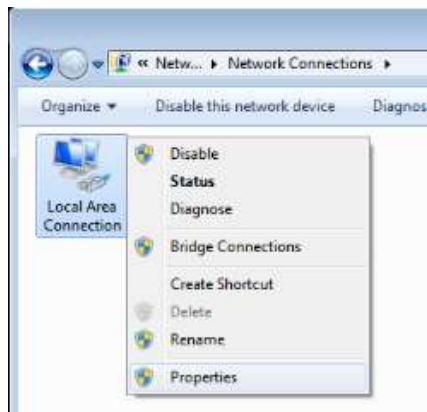 « Netw... ▸ Network Connections ▸
Organize ▾ Disable this network device Diagnos
Local Area
Connection
Disable
Status
Diagnose
Bridge Connections
Create Shortcut
Delete
Rename
Properties